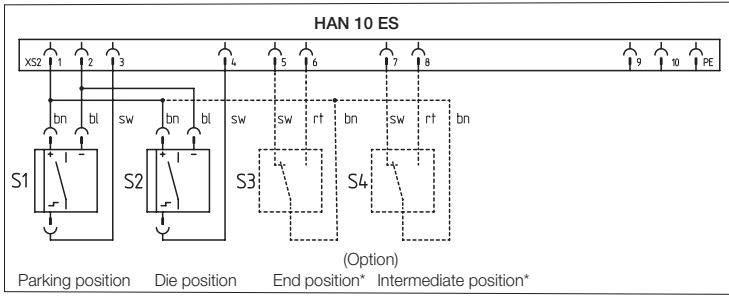 HAN 10 ES
XS2 1 2 3 4 5 6 7 8 9 10 PE
bn bl sw bn bl sw sw rt bn sw rt bn
+ − + −
S1 S2 S3 S4
(Option)
Parking position Die position End position* Intermediate position*